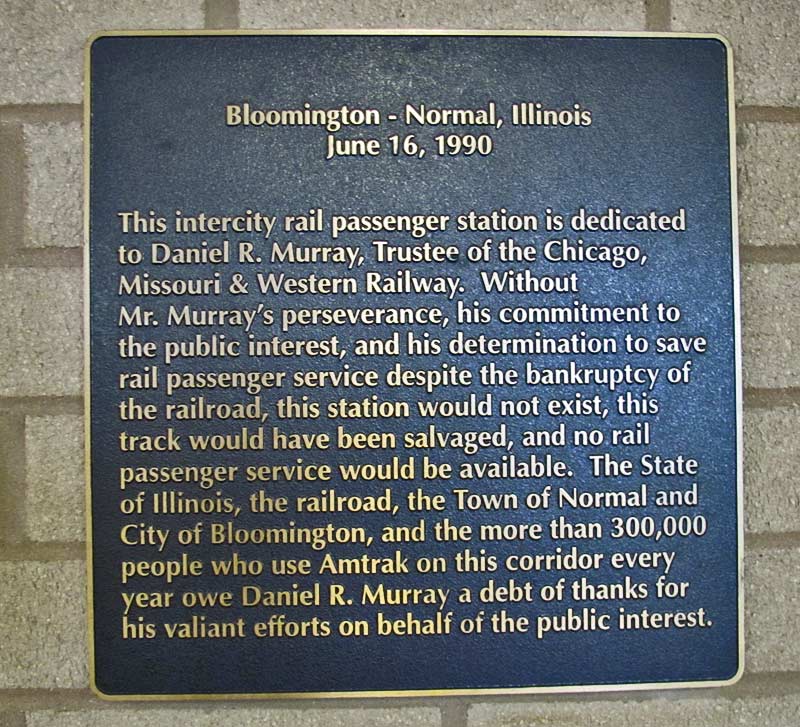 Bloomington - Normal, Illinois
June 16, 1990
This intercity rail passenger station is dedicated
to Daniel R. Murray, Trustee of the Chicago,
Missouri & Western Railway. Without
Mr. Murray's perseverance, his commitment to
the public interest, and his determination to save
rail passenger service despite the bankruptcy of
the railroad, this station would not exist, this
track would have been salvaged, and no rail
passenger service would be available. The State
of Illinois, the railroad, the Town of Normal and
City of Bloomington, and the more than 300,000
people who use Amtrak on this corridor every
year owe Daniel R. Murray a debt of thanks for
his valiant efforts on behalf of the public interest.